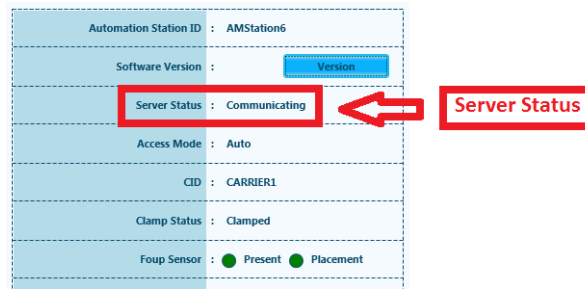 Automation Station ID : AMStation6
Software Version : Version
Server Status : Communicating
Server Status
Access Mode : Auto
CID : CARRIER1
Clamp Status : Clamped
Foup Sensor : Present Placement